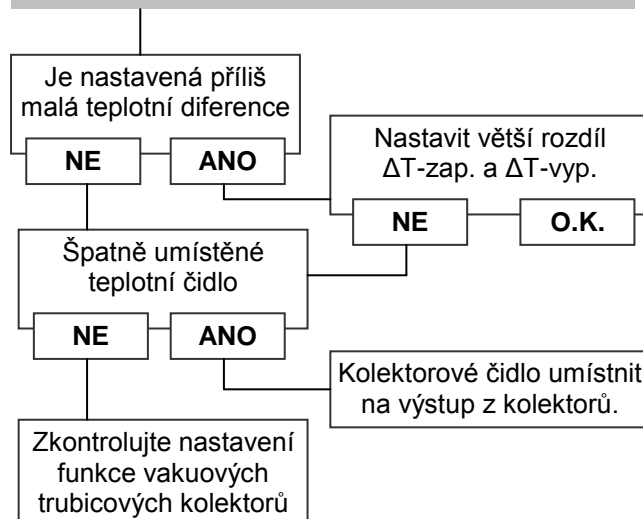 Je nastavená příliš
malá teplotní diference
NE
ANO
Nastavit větší rozdíl
ΔT-zap. a ΔT-vyp.
NE
O.K.
Špatně umístěné
teplotní čidlo
NE
ANO
Kolektorové čidlo umístnit
na výstup z kolektorů.
Zkontrolujte nastavení
funkce vakuových
trubicových kolektorů